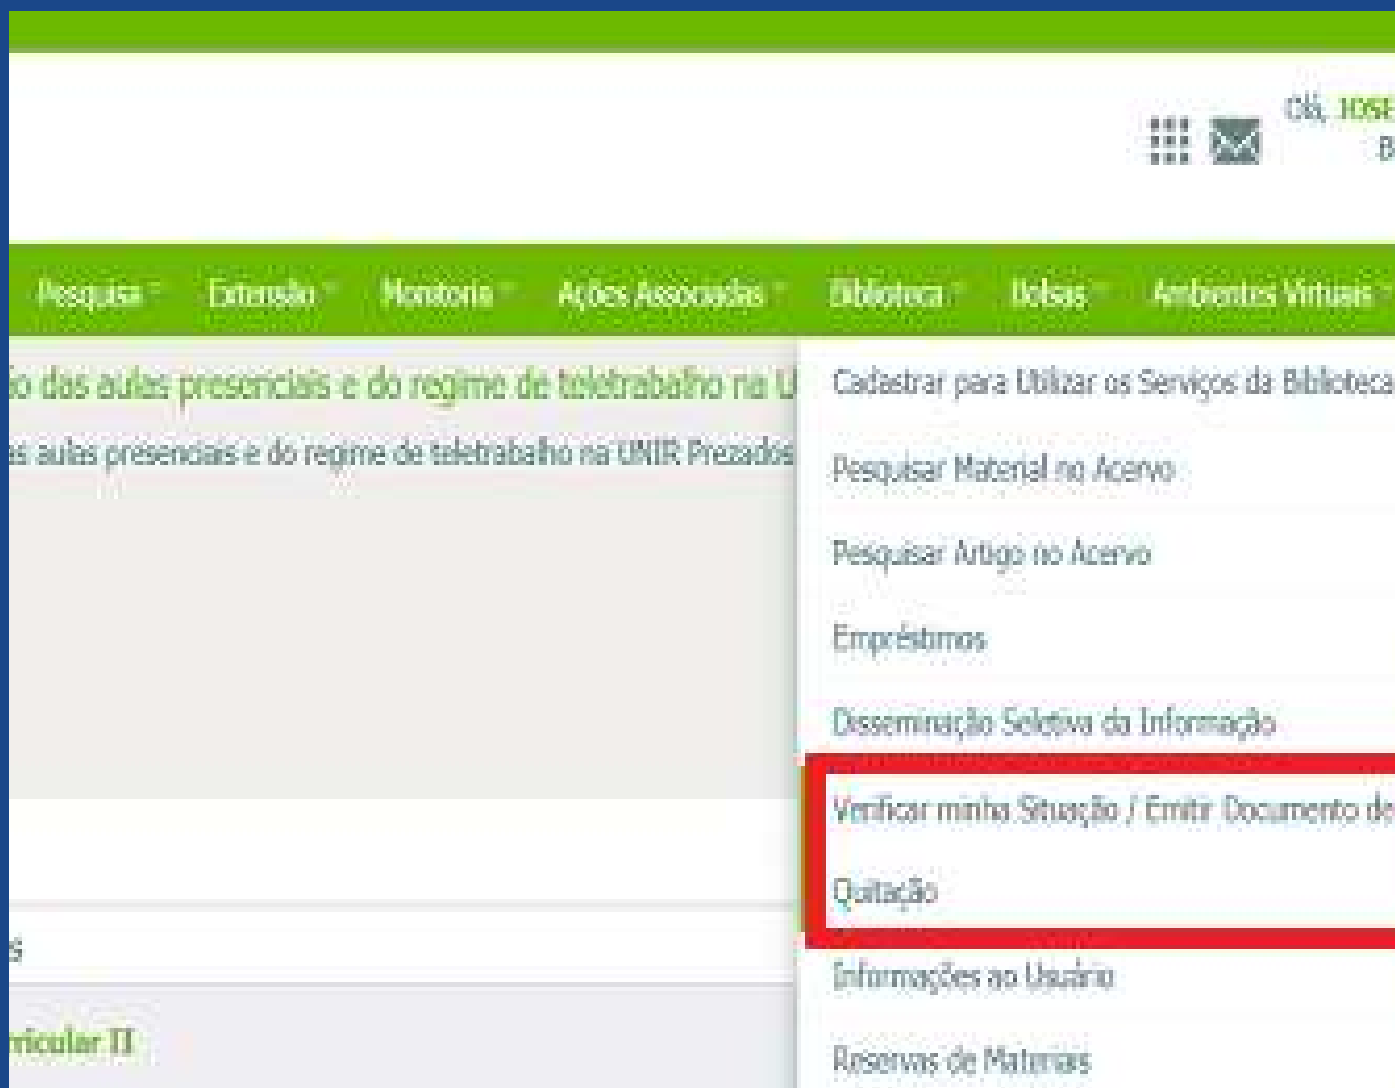 Olá, JOSE
B
Pesquisa
Extensão
Monitoria
Ações Associadas
Biblioteca
Bolsas
Ambientes Virtuais
o das aulas presenciais e do regime de teletrabalho na U
as aulas presenciais e do regime de teletrabalho na UNIR Prezados
Cadastrar para Utilizar os Serviços da Biblioteca
Pesquisar Material no Acervo
Pesquisar Artigo no Acervo
Empréstimos
Disseminação Seletiva da Informação
Verificar minha Situação / Emitir Documento de
Quitação
Informações ao Usuário
Reservas de Materiais
s
rricular II